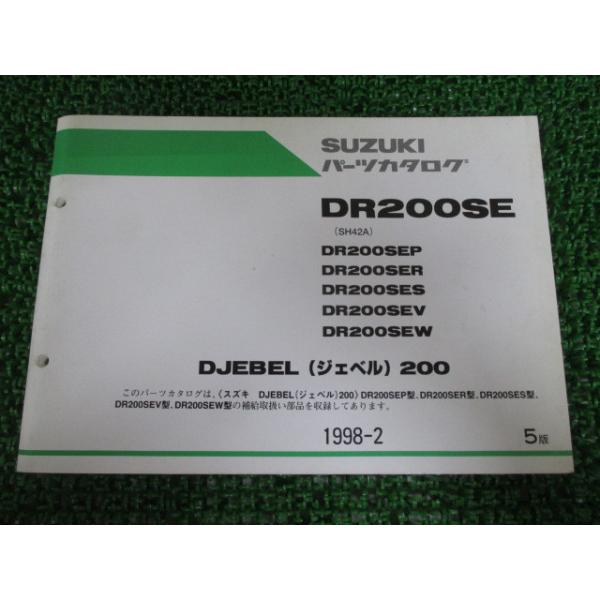 SUZUKI
パーツカタログ
DR200SE
(SH42A)
DR200SEP
DR200SER
DR200SES
DR200SEV
DR200SEW
DJEBEL (ジェベル) 200
このパーツカタログは、〈スズキ DJEBEL(ジェベル)200〉DR200SEP型、DR200SER型、DR200SES型、
DR200SEV型、DR200SEW型の補給取扱い部品を収録してあります。
1998-2 5版